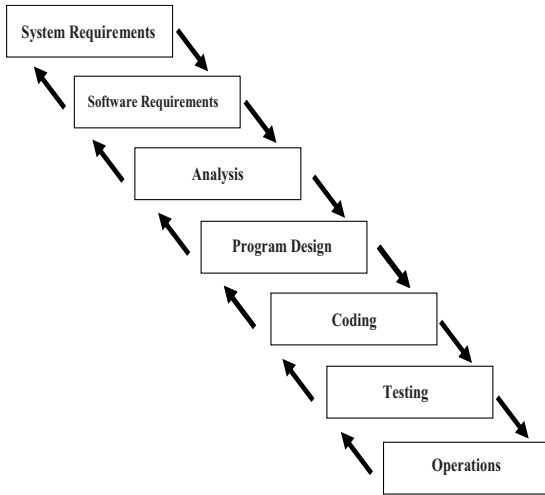 System Requirements
Software Requirements
Analysis
Program Design
Coding
Testing
Operations